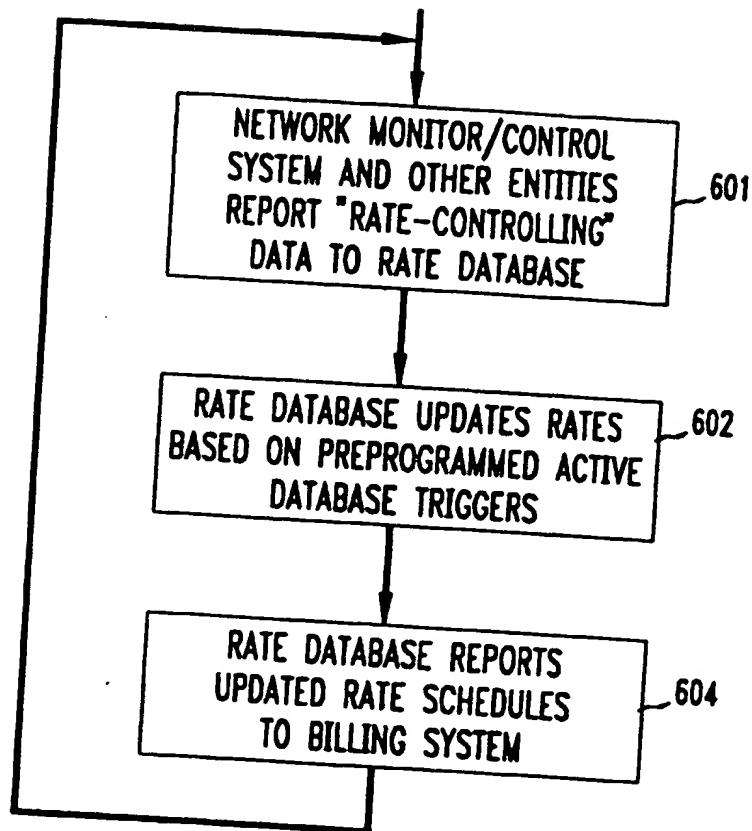 NETWORK MONITOR/CONTROL
SYSTEM AND OTHER ENTITIES
REPORT "RATE-CONTROLLING"
DATA TO RATE DATABASE
601
RATE DATABASE UPDATES RATES
BASED ON PREPROGRAMMED ACTIVE
DATABASE TRIGGERS
602
RATE DATABASE REPORTS
UPDATED RATE SCHEDULES
TO BILLING SYSTEM
604